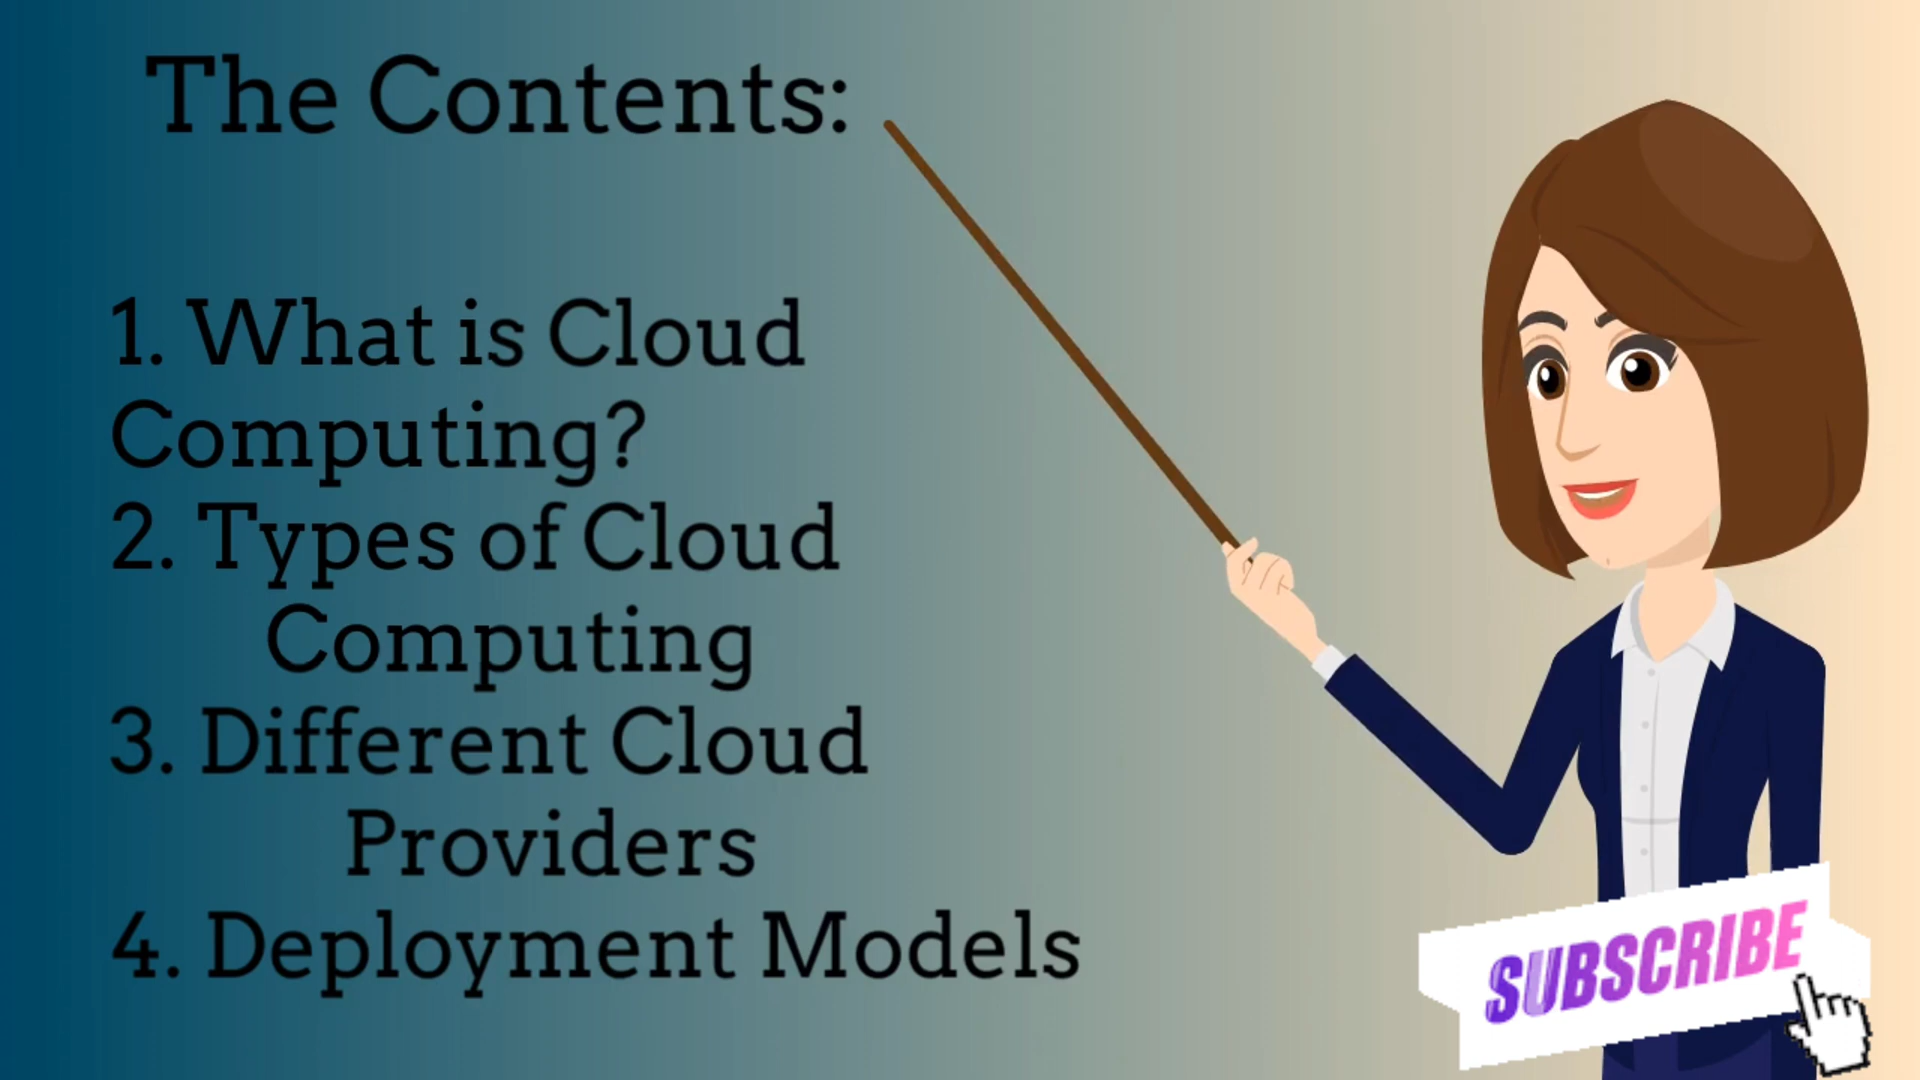 The Contents:
1. What is Cloud
Computing?
2. Types of Cloud
Computing
3. Different Cloud
Providers
4. Deployment Models
SUBSCRIBE